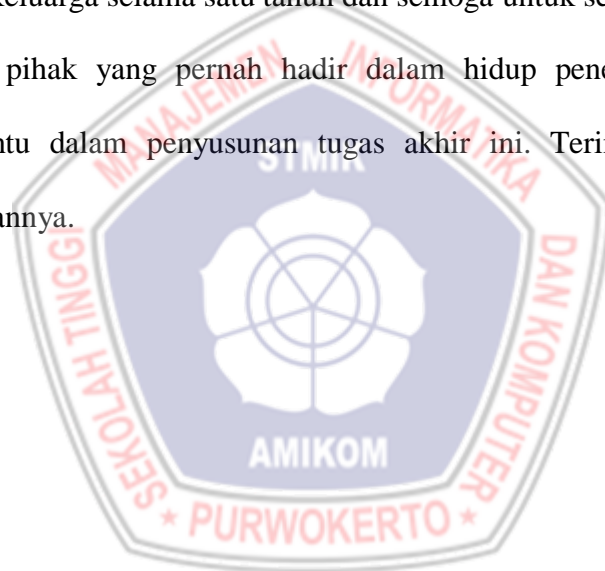 keluarga selama satu tahun dan semoga untuk se
pihak yang pernah hadir dalam hidup pene
ntu dalam penyusunan tugas akhir ini. Teri
annya.
SEKOLAH TINGGI MANAJEMEN INFORMATIKA DAN KOMPUTER
STMIK
AMIKOM
* PURWOKERTO *